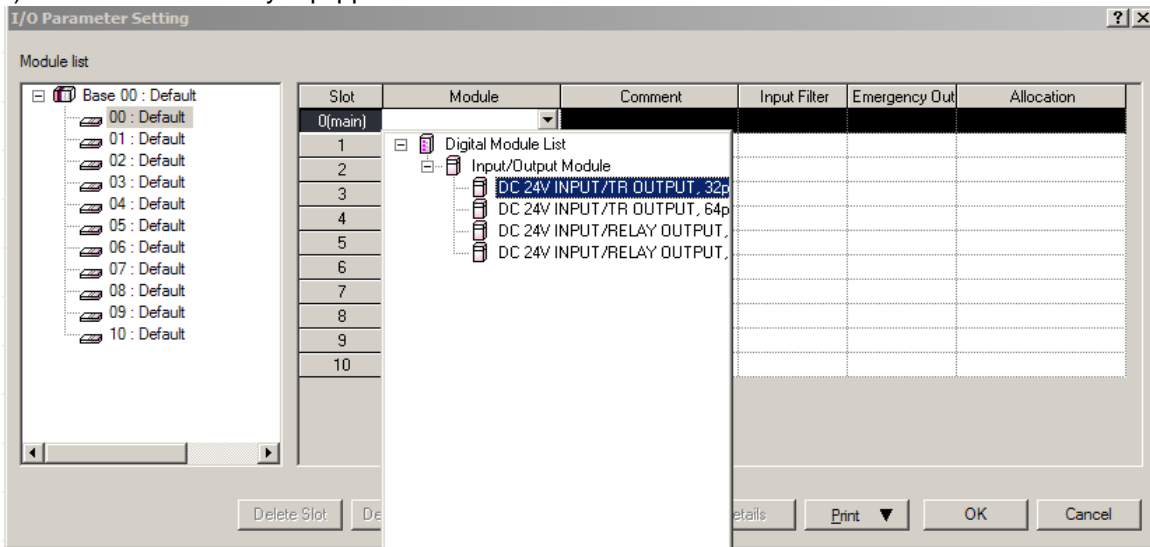 I/O Parameter Setting
Module list
Base 00 : Default
00 : Default
01 : Default
02 : Default
03 : Default
04 : Default
05 : Default
06 : Default
07 : Default
08 : Default
09 : Default
10 : Default
Slot Module Comment Input Filter Emergency Out Allocation
0(main)
1
2
3
4
5
6
7
8
9
10
Digital Module List
Input/Output Module
DC 24V INPUT/TR OUTPUT, 32p
DC 24V INPUT/TR OUTPUT, 64p
DC 24V INPUT/RELAY OUTPUT,
DC 24V INPUT/RELAY OUTPUT,
Delete Slot De etails Print ▼ OK Cancel